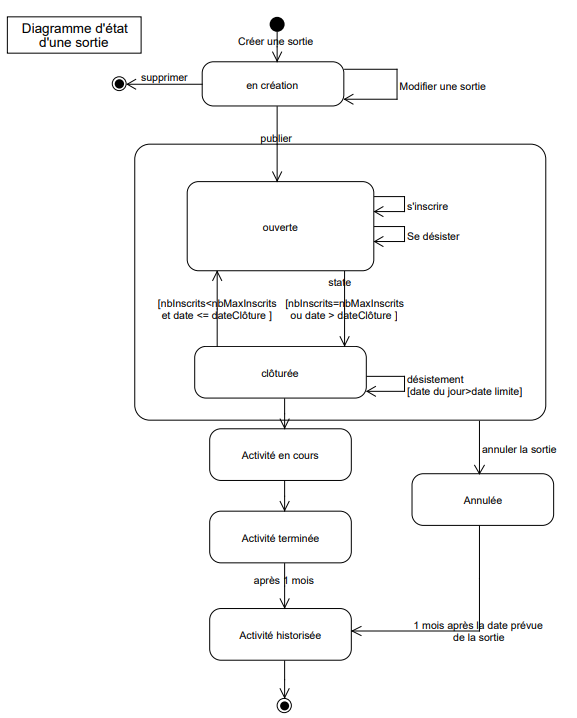 Diagramme d'état
d'une sortie
Créer une sortie
supprimer
en création
Modifier une sortie
publier
s'inscrire
ouverte
Se désister
state
[nbInscrits<nbMaxInscrits
et date <= dateClôture ]
[nbInscrits=nbMaxInscrits
ou date > dateClôture ]
clôturée
désistement
[date du jour>date limite]
annuler la sortie
Activité en cours
Annulée
Activité terminée
après 1 mois
1 mois après la date prévue
de la sortie
Activité historisée